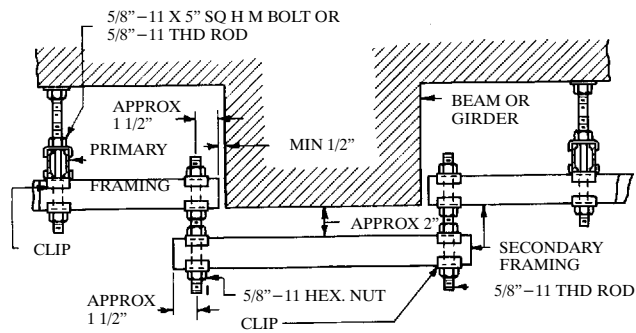 5/8”–11 X 5” SQ H M BOLT OR
5/8”–11 THD ROD
APPROX
1 1/2”
BEAM OR
GIRDER
PRIMARY
MIN 1/2”
FRAMING
APPROX 2”
CLIP
SECONDARY
FRAMING
APPROX
1 1/2”
5/8”–11 HEX. NUT
5/8”–11 THD ROD
CLIP